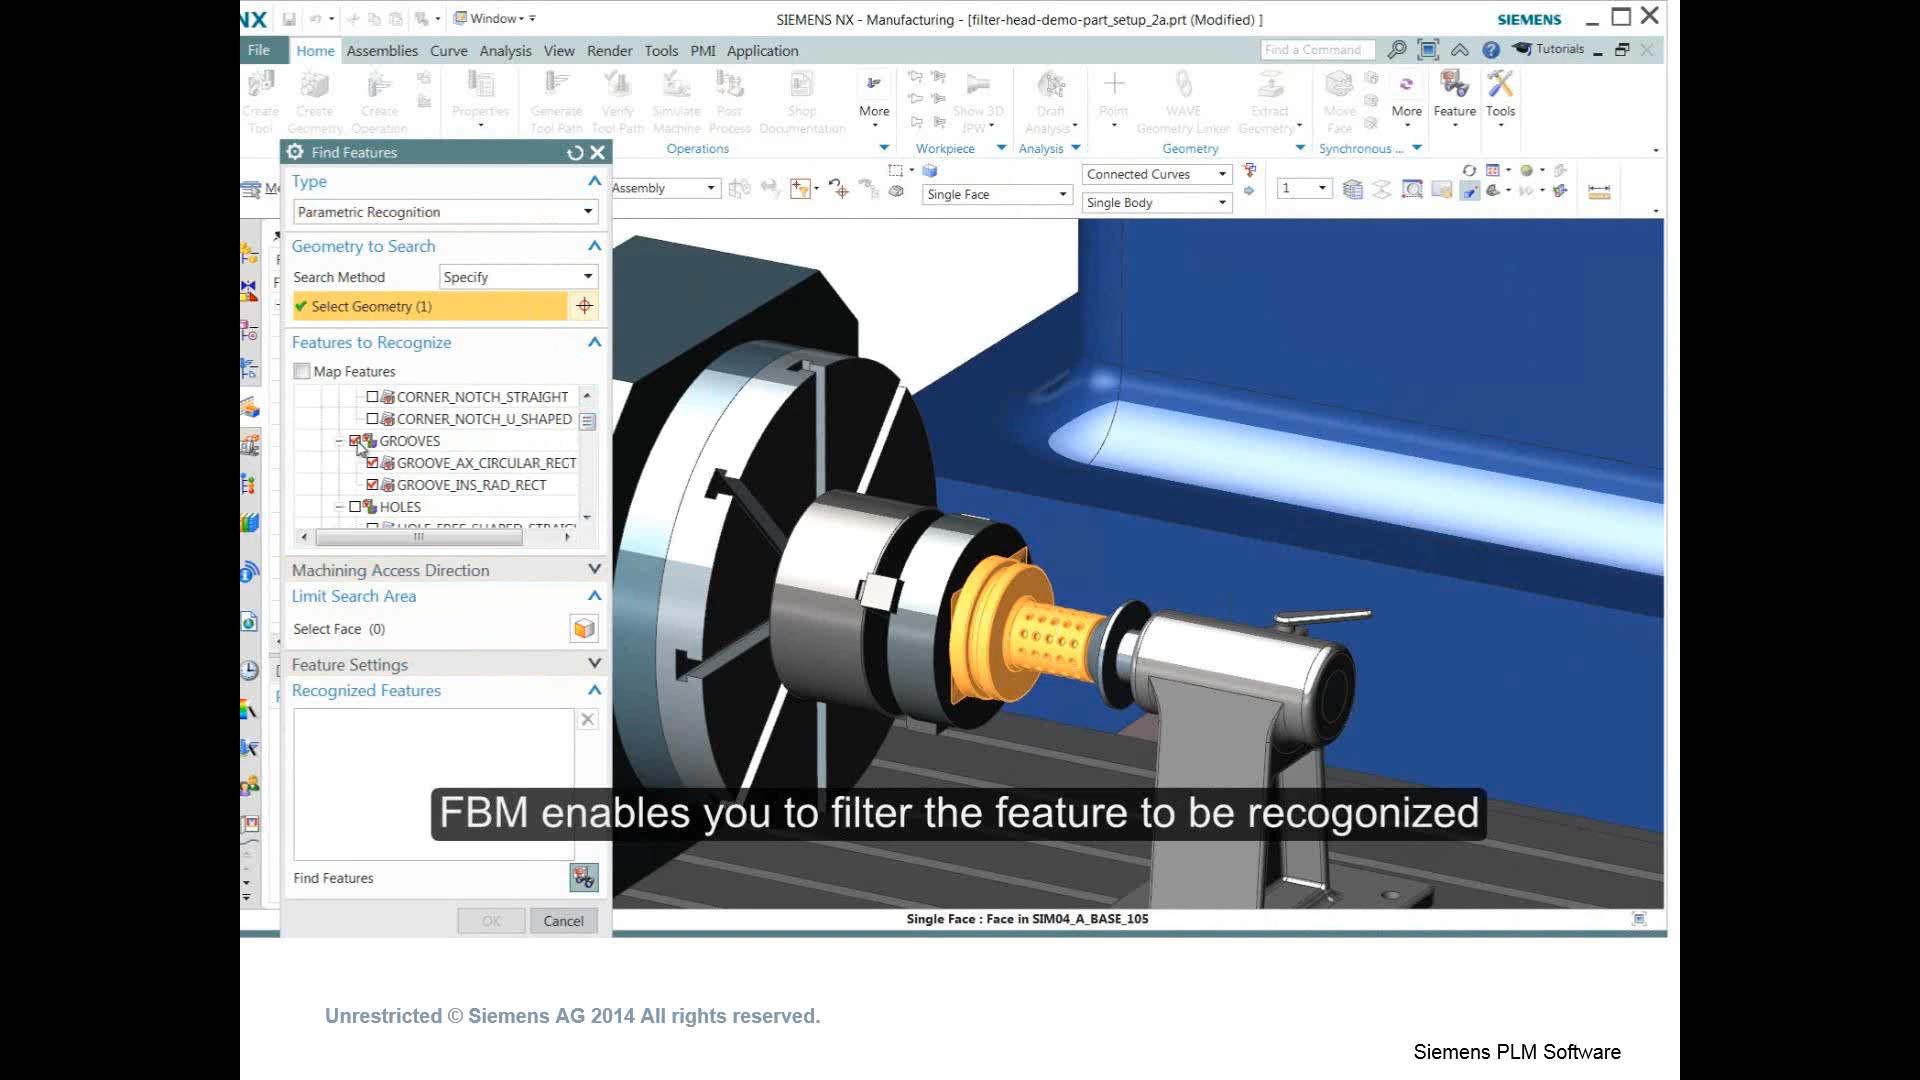 NX
Window
SIEMENS NX - Manufacturing - [filter-head-demo-part_setup_2a.prt (Modified) ]
SIEMENS
File
Home
Assemblies
Curve
Analysis
View
Render
Tools
PMI
Application
Find a Command
Tutorials
Create Tool
Create Geometry
Create Operation
Properties
Generate Tool Path
Verify Tool Path
Simulate Machine
Post Process
Shop Documentation
More
Show 3D IPW
Draft Analysis
Point
WAVE Geometry Linker
Extract Geometry
Move Face
More
Feature
Tools
Operations
Workpiece
Analysis
Geometry
Synchronous ...
Me
Assembly
Single Face
Connected Curves
Single Body
1
Find Features
Type
Parametric Recognition
Geometry to Search
Search Method
Specify
Select Geometry (1)
Features to Recognize
Map Features
CORNER_NOTCH_STRAIGHT
CORNER_NOTCH_U_SHAPED
GROOVES
GROOVE_AX_CIRCULAR_RECT
GROOVE_INS_RAD_RECT
HOLES
Machining Access Direction
Limit Search Area
Select Face (0)
Feature Settings
Recognized Features
Find Features
OK
Cancel
FBM enables you to filter the feature to be recogonized
Single Face : Face in SIM04_A_BASE_105
Unrestricted © Siemens AG 2014 All rights reserved.
Siemens PLM Software